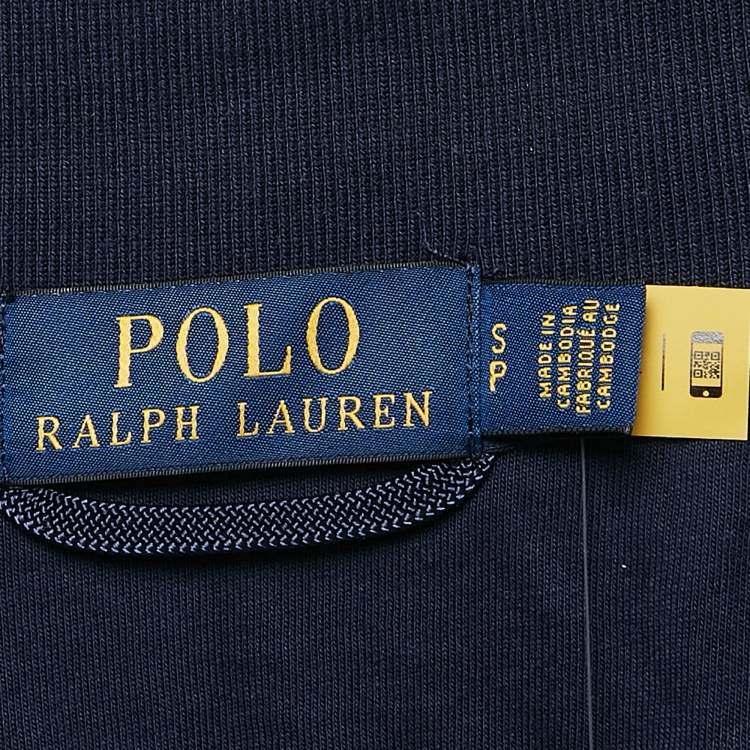 POLO
RALPH LAUREN
S
P
MADE IN
CAMBODIA
FABRIQUÉ AU
CAMBODGE